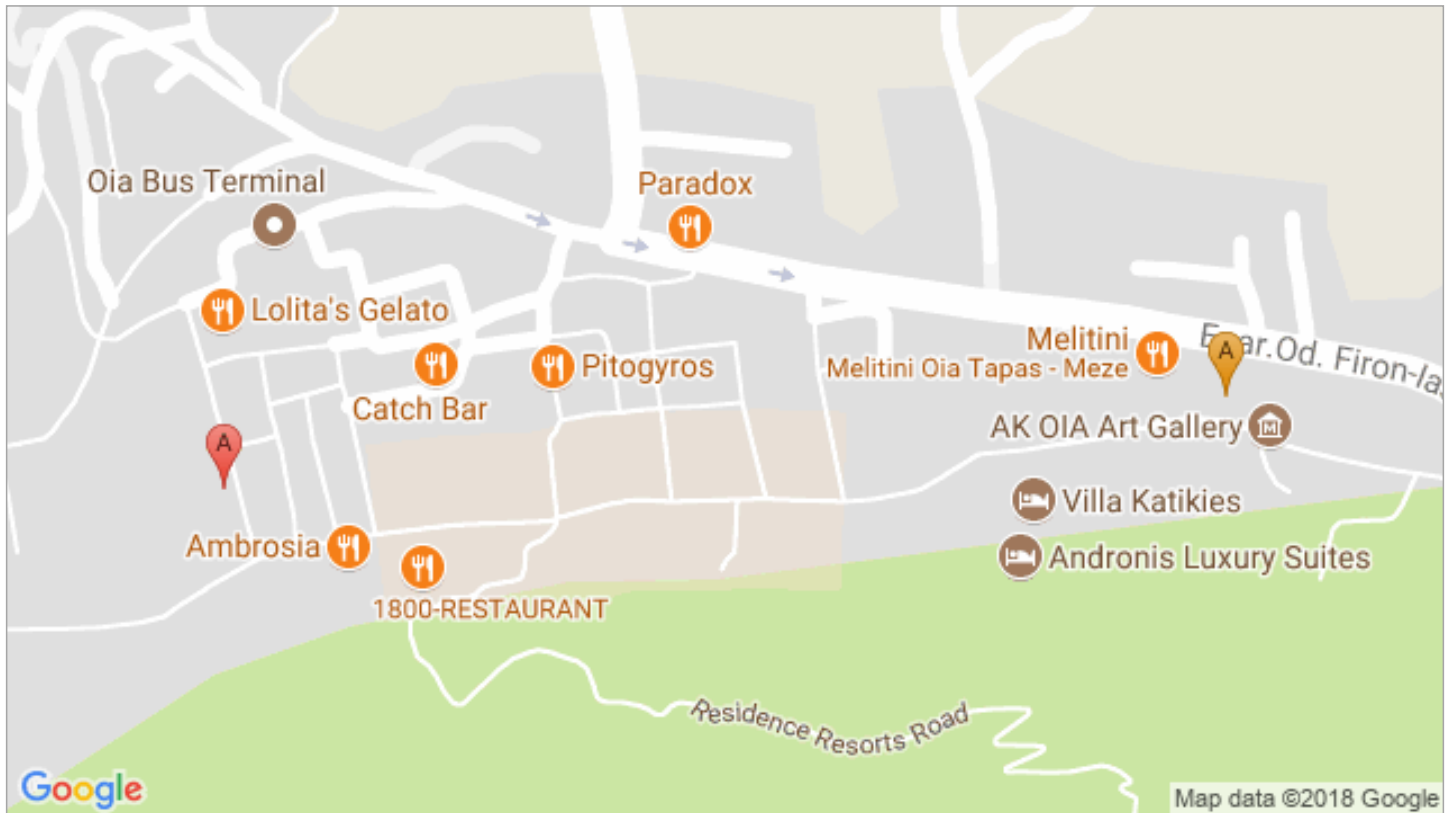 Oia Bus Terminal
Paradox
Lolita's Gelato
Pitogyros
Catch Bar
Melitini
Melitini Oia Tapas - Meze
A
AK OIA Art Gallery
A
Villa Katikies
Ambrosia
Andronis Luxury Suites
1800-RESTAURANT
Residence Resorts Road
Google
Map data ©2018 Google